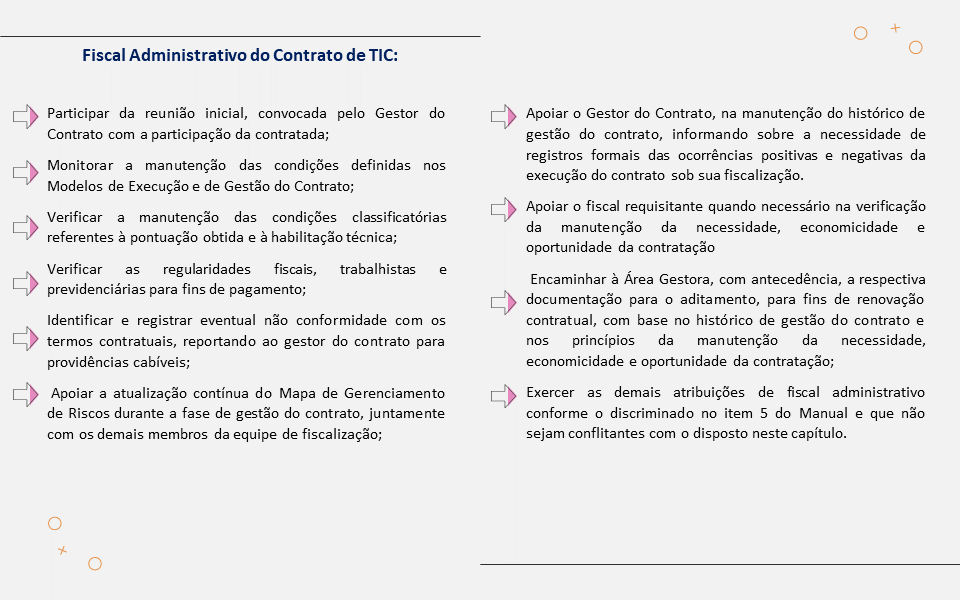 Fiscal Administrativo do Contrato de TIC:
Participar da reunião inicial, convocada pelo Gestor do
Contrato com a participação da contratada;
Monitorar a manutenção das condições definidas nos
Modelos de Execução e de Gestão do Contrato;
Verificar a manutenção das condições classificatórias
referentes à pontuação obtida e à habilitação técnica;
Verificar as regularidades fiscais, trabalhistas e
previdenciárias para fins de pagamento;
Identificar e registrar eventual não conformidade com os
termos contratuais, reportando ao gestor do contrato para
providências cabíveis;
Apoiar a atualização contínua do Mapa de Gerenciamento
de Riscos durante a fase de gestão do contrato, juntamente
com os demais membros da equipe de fiscalização;
Apoiar o Gestor do Contrato, na manutenção do histórico de
gestão do contrato, informando sobre a necessidade de
registros formais das ocorrências positivas e negativas da
execução do contrato sob sua fiscalização.
Apoiar o fiscal requisitante quando necessário na verificação
da manutenção da necessidade, economicidade e
oportunidade da contratação
Encaminhar à Área Gestora, com antecedência, a respectiva
documentação para o aditamento, para fins de renovação
contratual, com base no histórico de gestão do contrato e
nos princípios da manutenção da necessidade,
economicidade e oportunidade da contratação;
Exercer as demais atribuições de fiscal administrativo
conforme o discriminado no item 5 do Manual e que não
sejam conflitantes com o disposto neste capítulo.